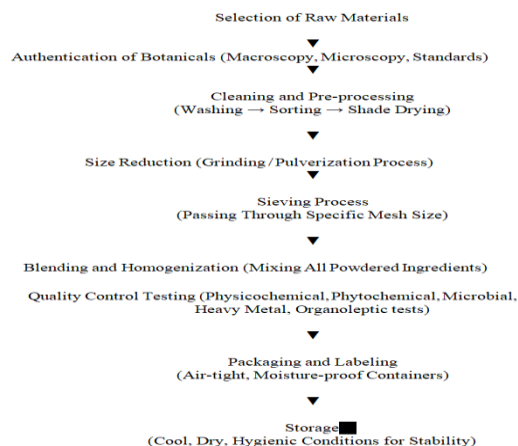 Selection of Raw Materials
Authentication of Botanicals (Macroscopy, Microscopy, Standards)
Cleaning and Pre-processing
(Washing → Sorting → Shade Drying)
Size Reduction (Grinding / Pulverization Process)
Sieving Process
(Passing Through Specific Mesh Size)
Blending and Homogenization (Mixing All Powdered Ingredients)
Quality Control Testing (Physicochemical, Phytochemical, Microbial,
Heavy Metal, Organoleptic tests)
Packaging and Labeling
(Air-tight, Moisture-proof Containers)
Storage
(Cool, Dry, Hygienic Conditions for Stability)